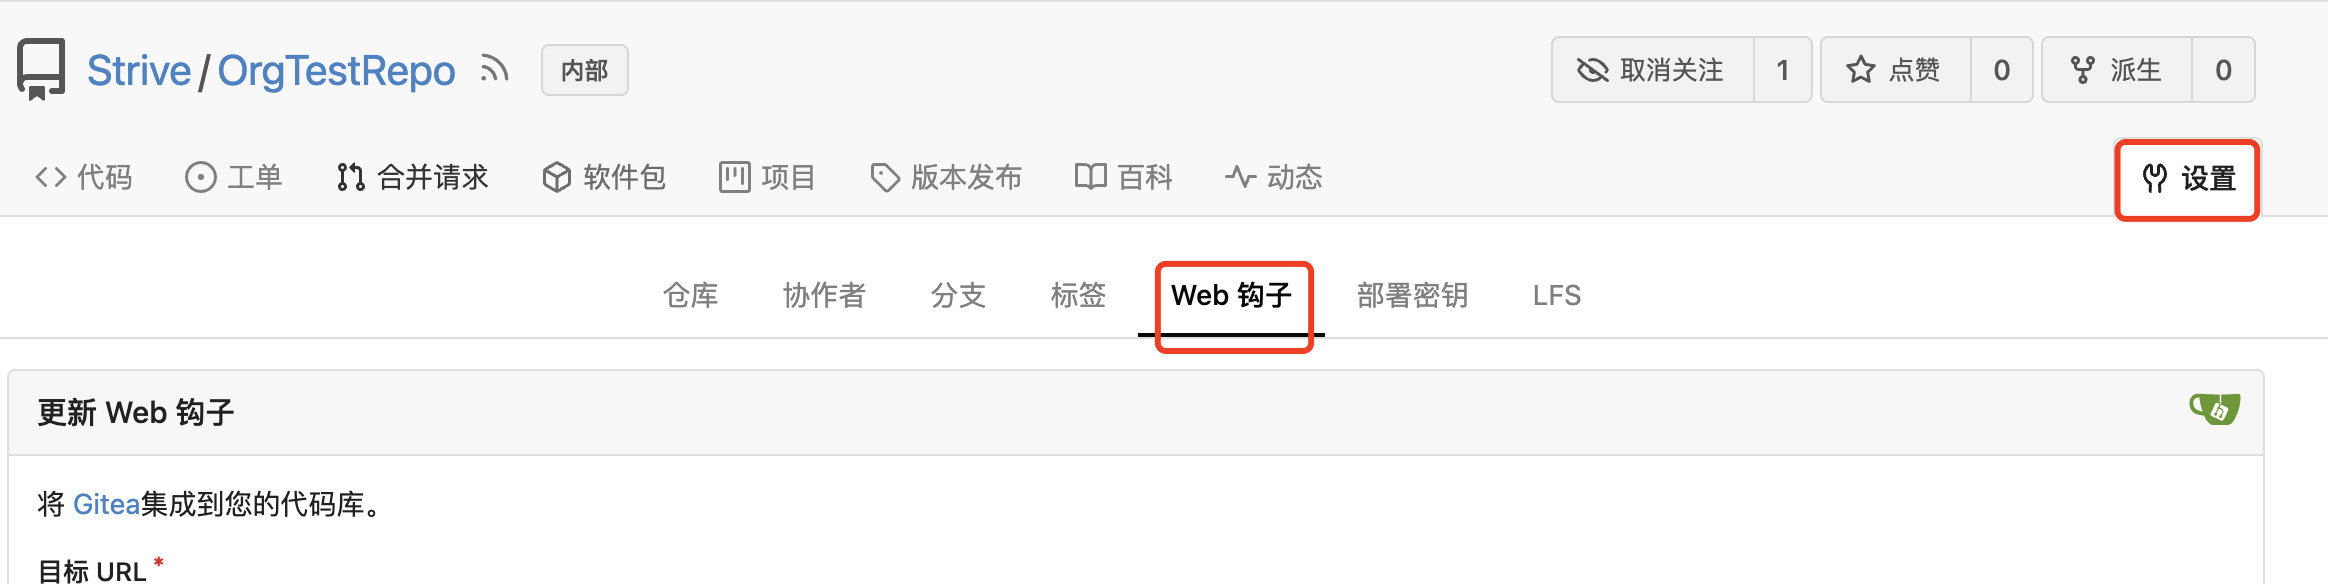 Strive / OrgTestRepo 内部 取消关注 1 点赞 0 派生 0
代码 工单 合并请求 软件包 项目 版本发布 百科 动态 设置
仓库 协作者 分支 标签 Web 钩子 部署密钥 LFS
更新 Web 钩子
将 Gitea集成到您的代码库。
目标 URL *